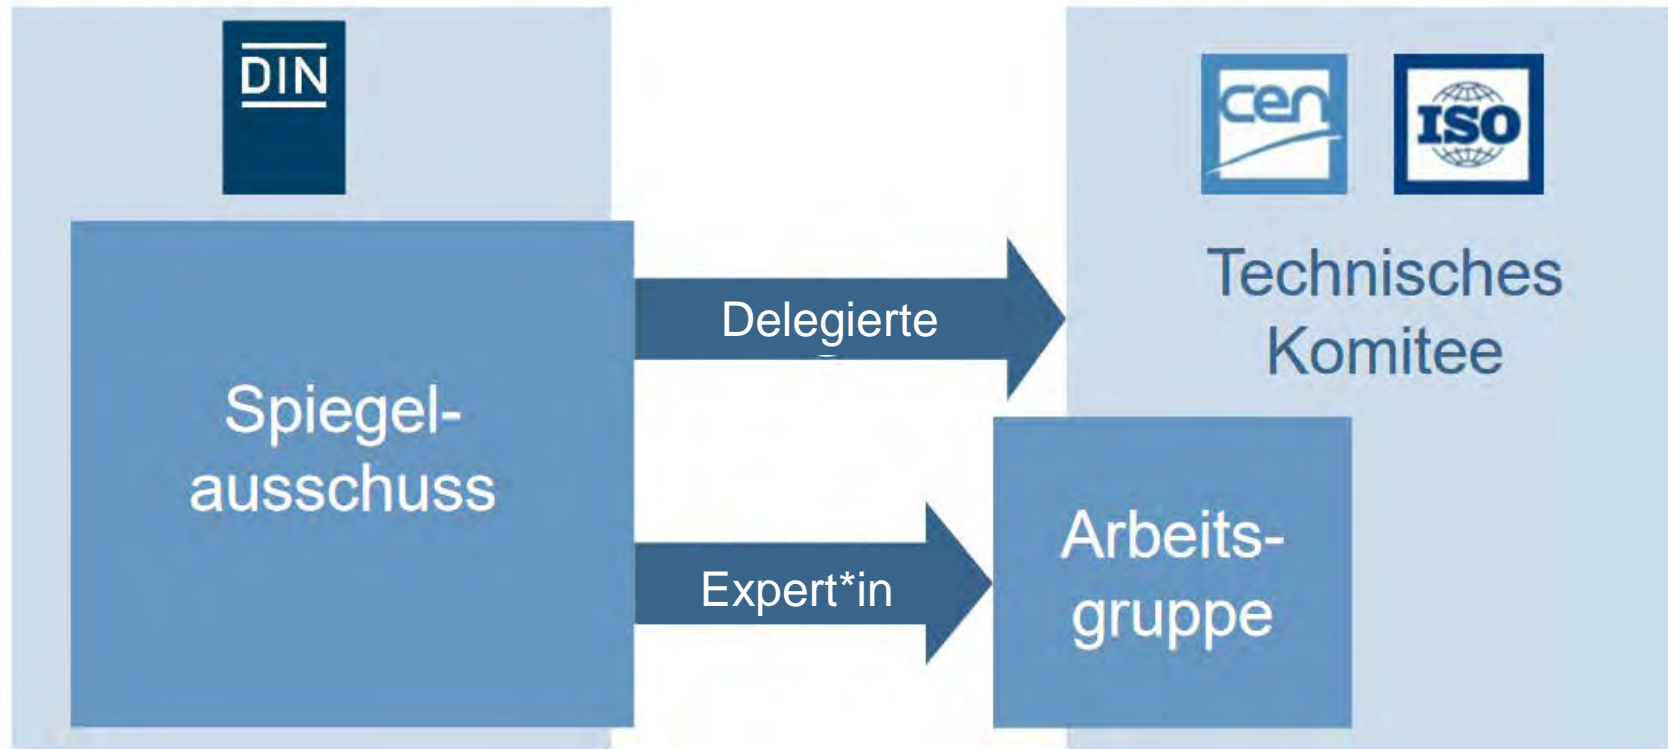 DIN
Spiegel-
ausschuss
Delegierte
Expert*in
cen
ISO
Technisches
Komitee
Arbeits-
gruppe